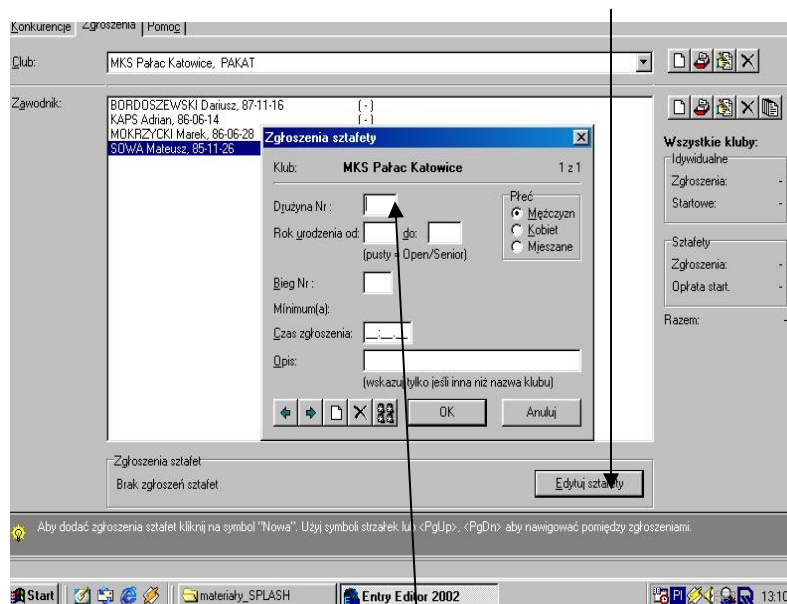 Konkurencje Zgłoszenia Pomoc
Club: MKS Pałac Katowice, PAKAT
Zawodnik: BORDOSZEWSKI Dariusz, 87-11-16 (-)
KAPS Adrian, 86-06-14 (-)
MOKRZYCKI Marek, 86-06-28
SOWA Mateusz, 85-11-26
Zgłoszenia sztafety
Klub: MKS Pałac Katowice 1 z 1
Drużyna Nr :
Rok urodzenia od: do:
(pusty = Open/Senior)
Płeć
Mężczyzn
Kobiet
Mieszane
Bieg Nr :
Mínimum(a):
Czas zgłoszenia: __:__.__
Opis:
(wskazuj tylko jeśli inna niż nazwa klubu)
OK Anuluj
Wszystkie kluby:
Idywidualne
Zgłoszenia: -
Startowe: -
Sztafety
Zgłoszenia: -
Opłata start. -
Razem: -
Zgłoszenia sztafet
Brak zgłoszeń sztafet Edytuj sztafety
Aby dodać zgłoszenia sztafet kliknij na symbol "Nowa". Użyj symboli strzałek lub <PgUp>, <PgDn> aby nawigować pomiędzy zgłoszeniami.
Start materiały_SPLASH Entry Editor 2002 PI 13:10